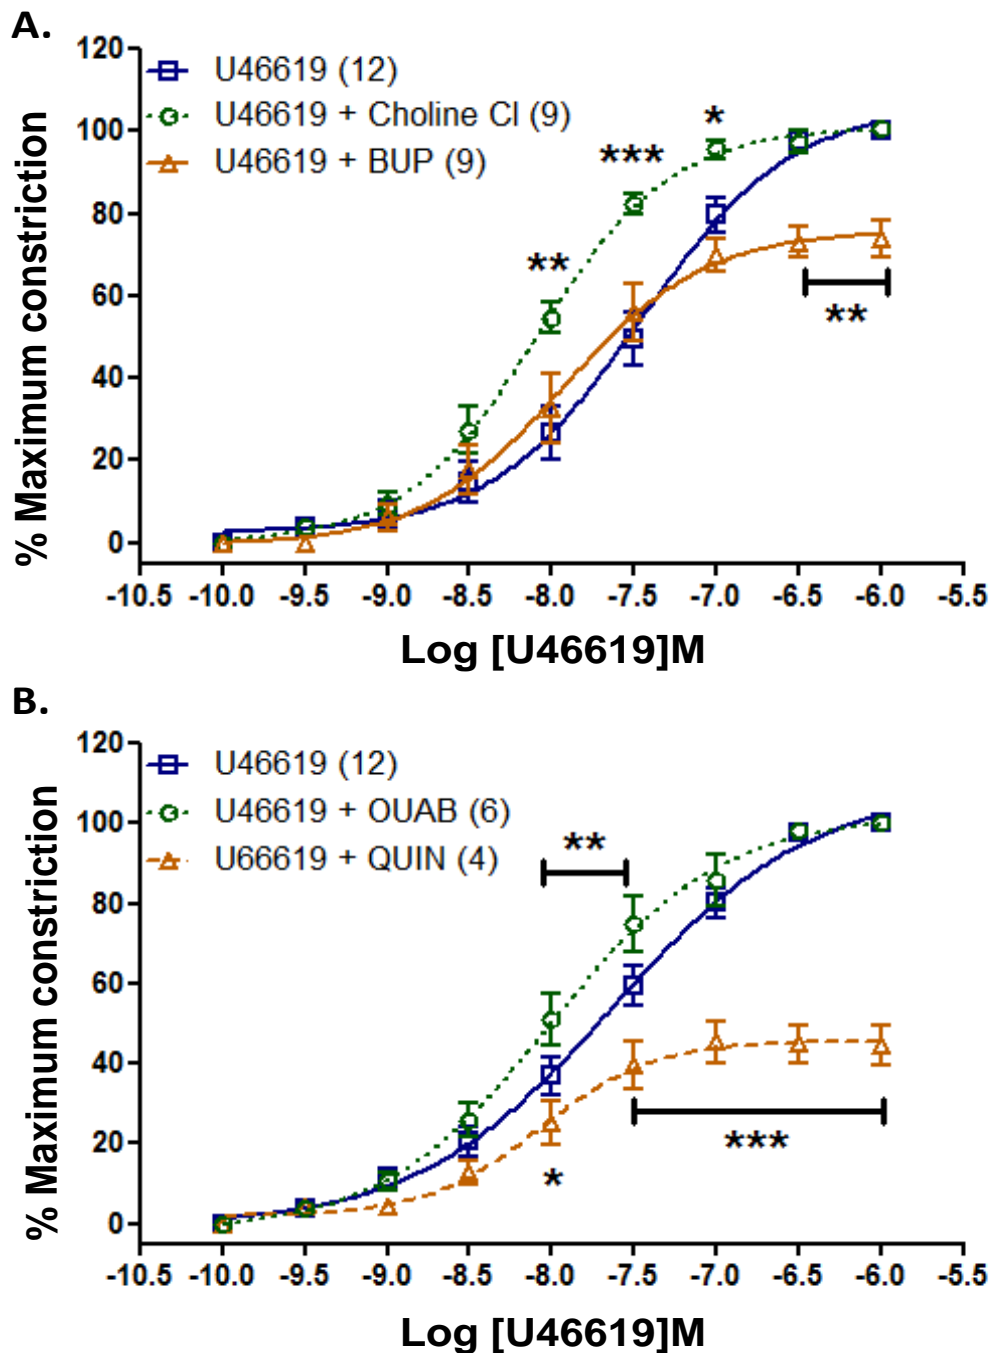 A.
120
U46619 (12)
U46619 + Choline Cl (9)
U46619 + BUP (9)
100
80
60
40
20
0
% Maximum constriction
*
***
**
**
-10.5 -10.0 -9.5 -9.0 -8.5 -8.0 -7.5 -7.0 -6.5 -6.0 -5.5
Log [U46619]M
B.
120
U46619 (12)
U46619 + OUAB (6)
U66619 + QUIN (4)
100
80
60
40
20
0
% Maximum constriction
**
***
*
-10.5 -10.0 -9.5 -9.0 -8.5 -8.0 -7.5 -7.0 -6.5 -6.0 -5.5
Log [U46619]M